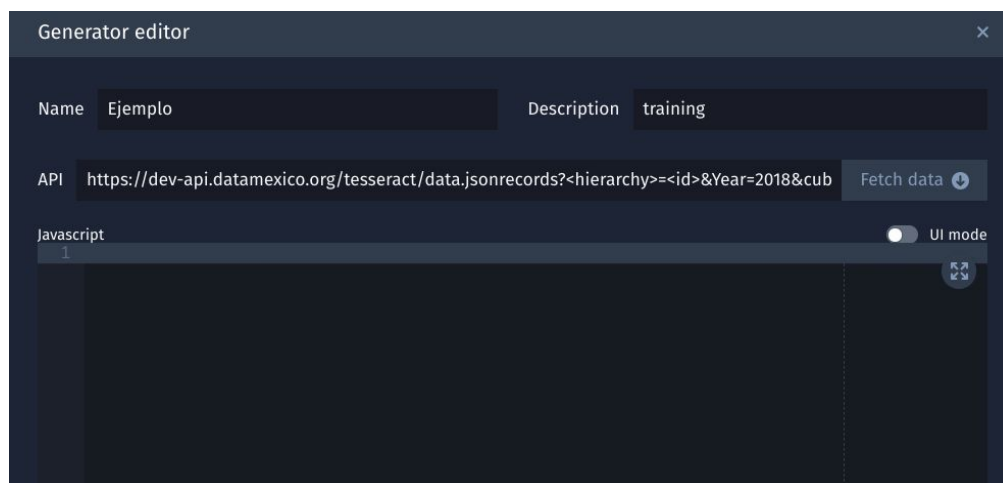 Generator editor ×
Name Ejemplo Description training
API https://dev-api.datamexico.org/tesseract/data.jsonrecords?<hierarchy>=<id>&Year=2018&cub Fetch data
Javascript UI mode
1